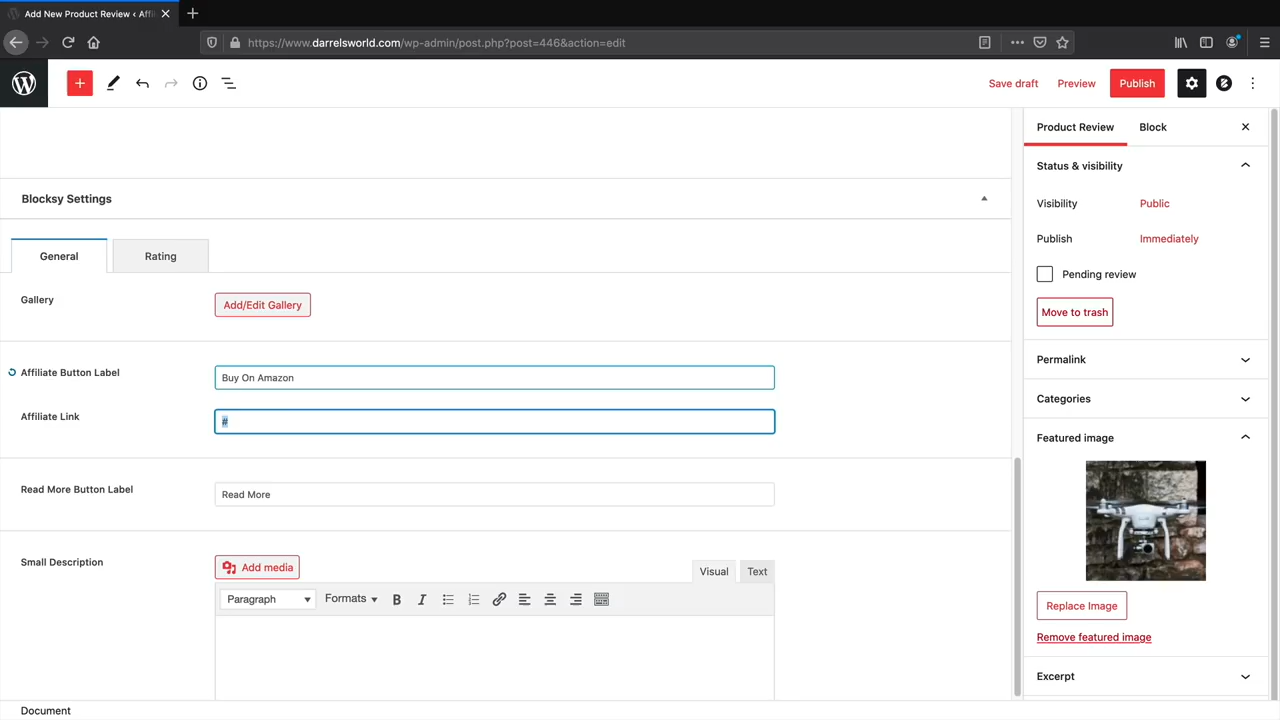 Add New Product Review ‹ Affili
https://www.darrelsworld.com/wp-admin/post.php?post=446&action=edit
Save draft
Preview
Publish
Product Review
Block
Status & visibility
Visibility
Public
Publish
Immediately
Pending review
Move to trash
Permalink
Categories
Featured image
Replace Image
Remove featured image
Excerpt
Blocksy Settings
General
Rating
Gallery
Add/Edit Gallery
Affiliate Button Label
Buy On Amazon
Affiliate Link
#
Read More Button Label
Read More
Small Description
Add media
Visual
Text
Paragraph
Formats
B
I
Document